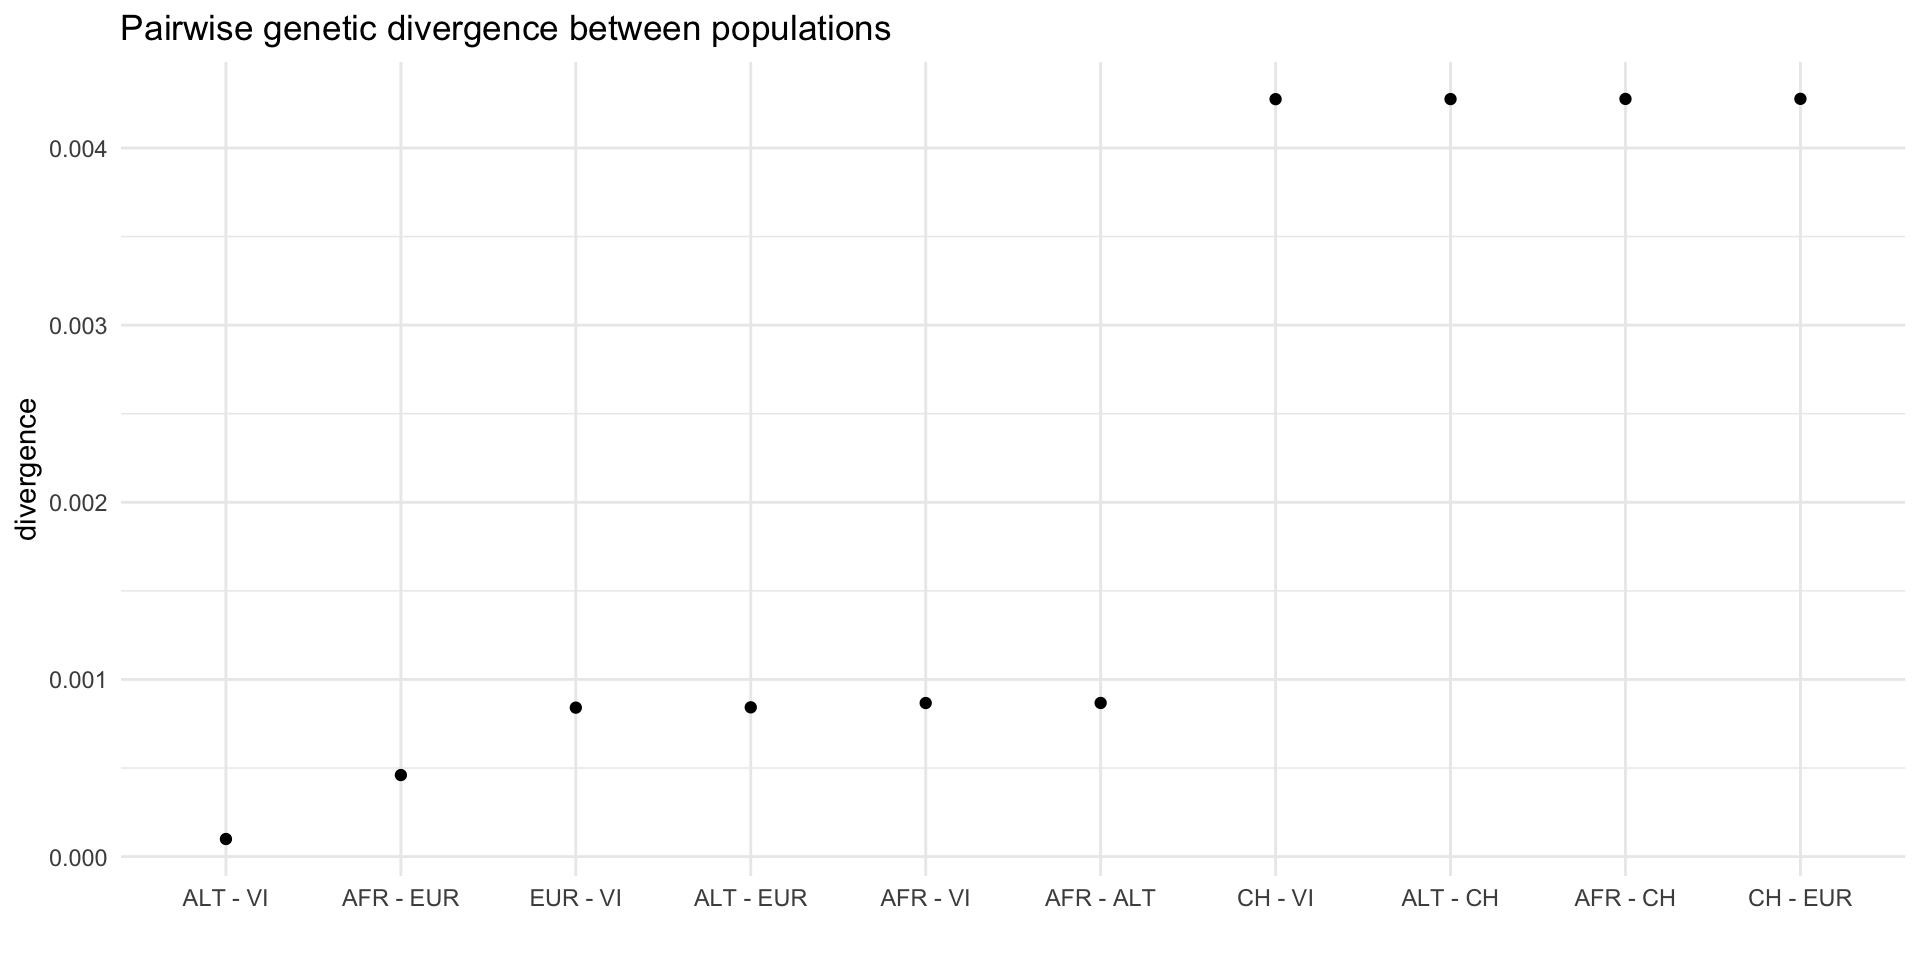 Pairwise genetic divergence between populations
0.004
0.003
0.002
0.001
0.000
divergence
ALT - VI
AFR - EUR
EUR - VI
ALT - EUR
AFR - VI
AFR - ALT
CH - VI
ALT - CH
AFR - CH
CH - EUR